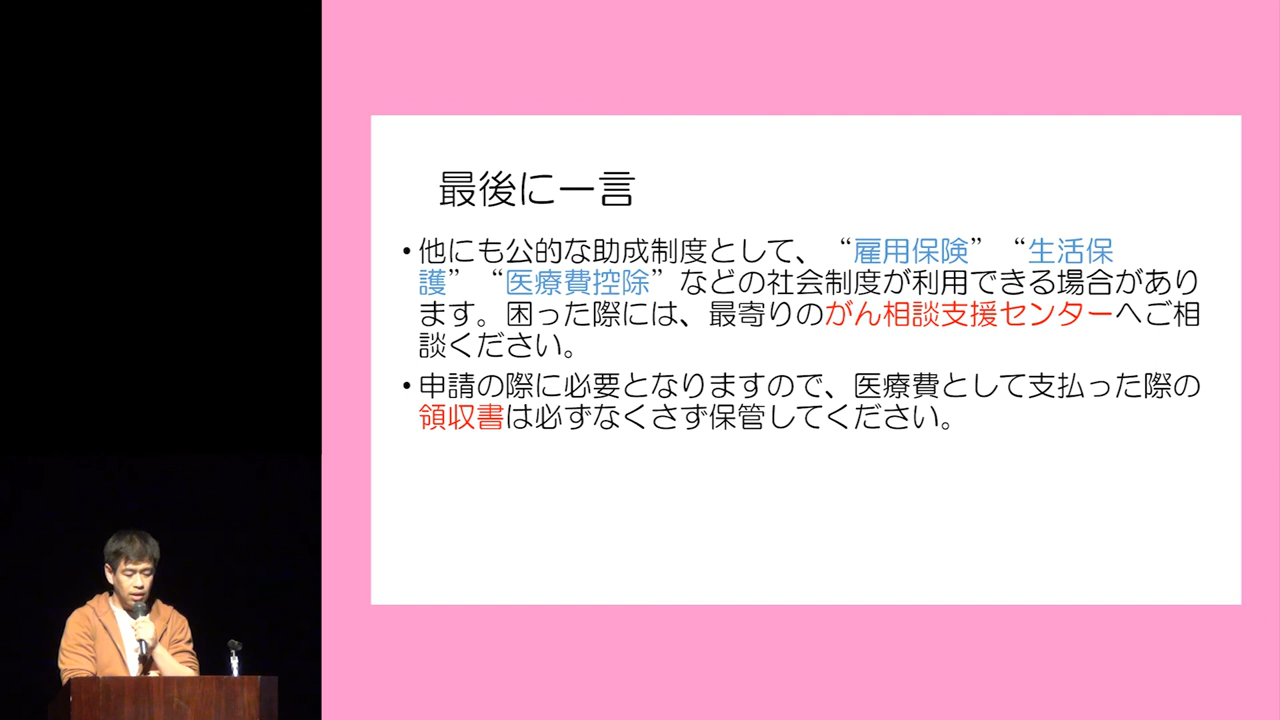 最後に一言
• 他にも公的な助成制度として、“雇用保険”“生活保
護”“医療費控除”などの社会制度が利用できる場合があり
ます。困った際には、最寄りのがん相談支援センターへご相
談ください。
• 申請の際に必要となりますので、医療費として支払った際の
領収書は必ずなくさず保管してください。